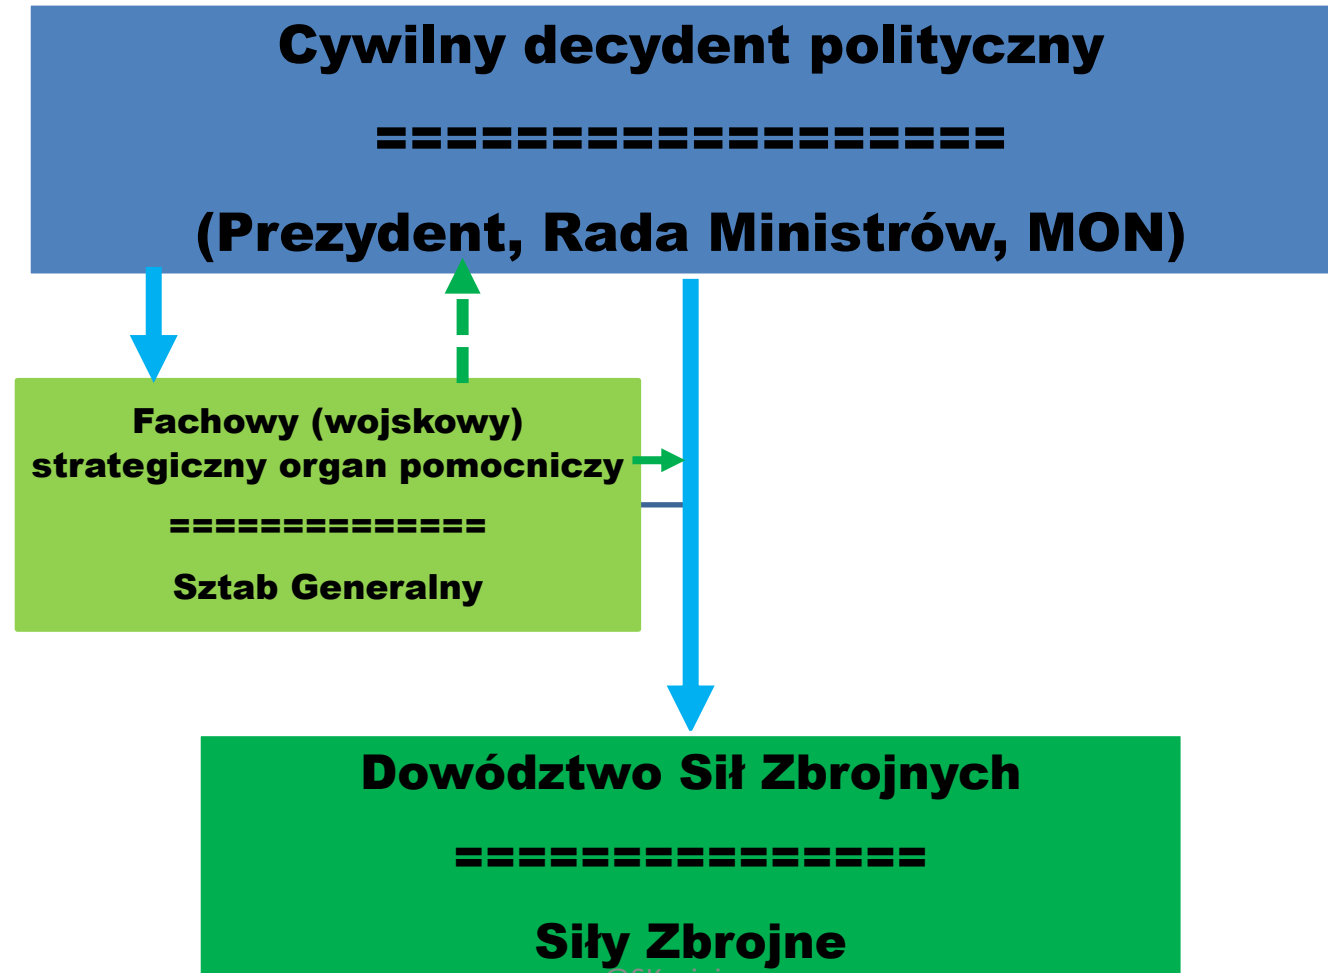 Cywilny decydent polityczny
==================
(Prezydent, Rada Ministrów, MON)
Fachowy (wojskowy)
strategiczny organ pomocniczy
==============
Sztab Generalny
Dowództwo Sił Zbrojnych
===============
Siły Zbrojne